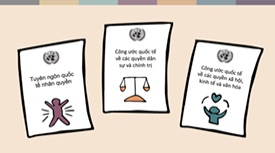 Tuyên ngôn quốc
tế nhân quyền
Công ước quốc tế
về các quyền dân
sự và chính trị
Công ước quốc tế
về các quyền xã hội,
kinh tế và văn hóa